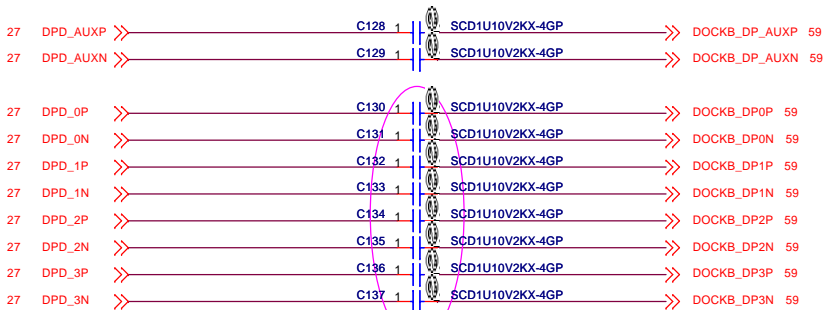 27 DPD_AUXP C128 1 SCD1U10V2KX-4GP DOCKB_DP_AUXP 59
27 DPD_AUXN C129 1 SCD1U10V2KX-4GP DOCKB_DP_AUXN 59
27 DPD_0P C130 1 SCD1U10V2KX-4GP DOCKB_DP0P 59
27 DPD_0N C131 1 SCD1U10V2KX-4GP DOCKB_DP0N 59
27 DPD_1P C132 1 SCD1U10V2KX-4GP DOCKB_DP1P 59
27 DPD_1N C133 1 SCD1U10V2KX-4GP DOCKB_DP1N 59
27 DPD_2P C134 1 SCD1U10V2KX-4GP DOCKB_DP2P 59
27 DPD_2N C135 1 SCD1U10V2KX-4GP DOCKB_DP2N 59
27 DPD_3P C136 1 SCD1U10V2KX-4GP DOCKB_DP3P 59
27 DPD_3N C137 1 SCD1U10V2KX-4GP DOCKB_DP3N 59